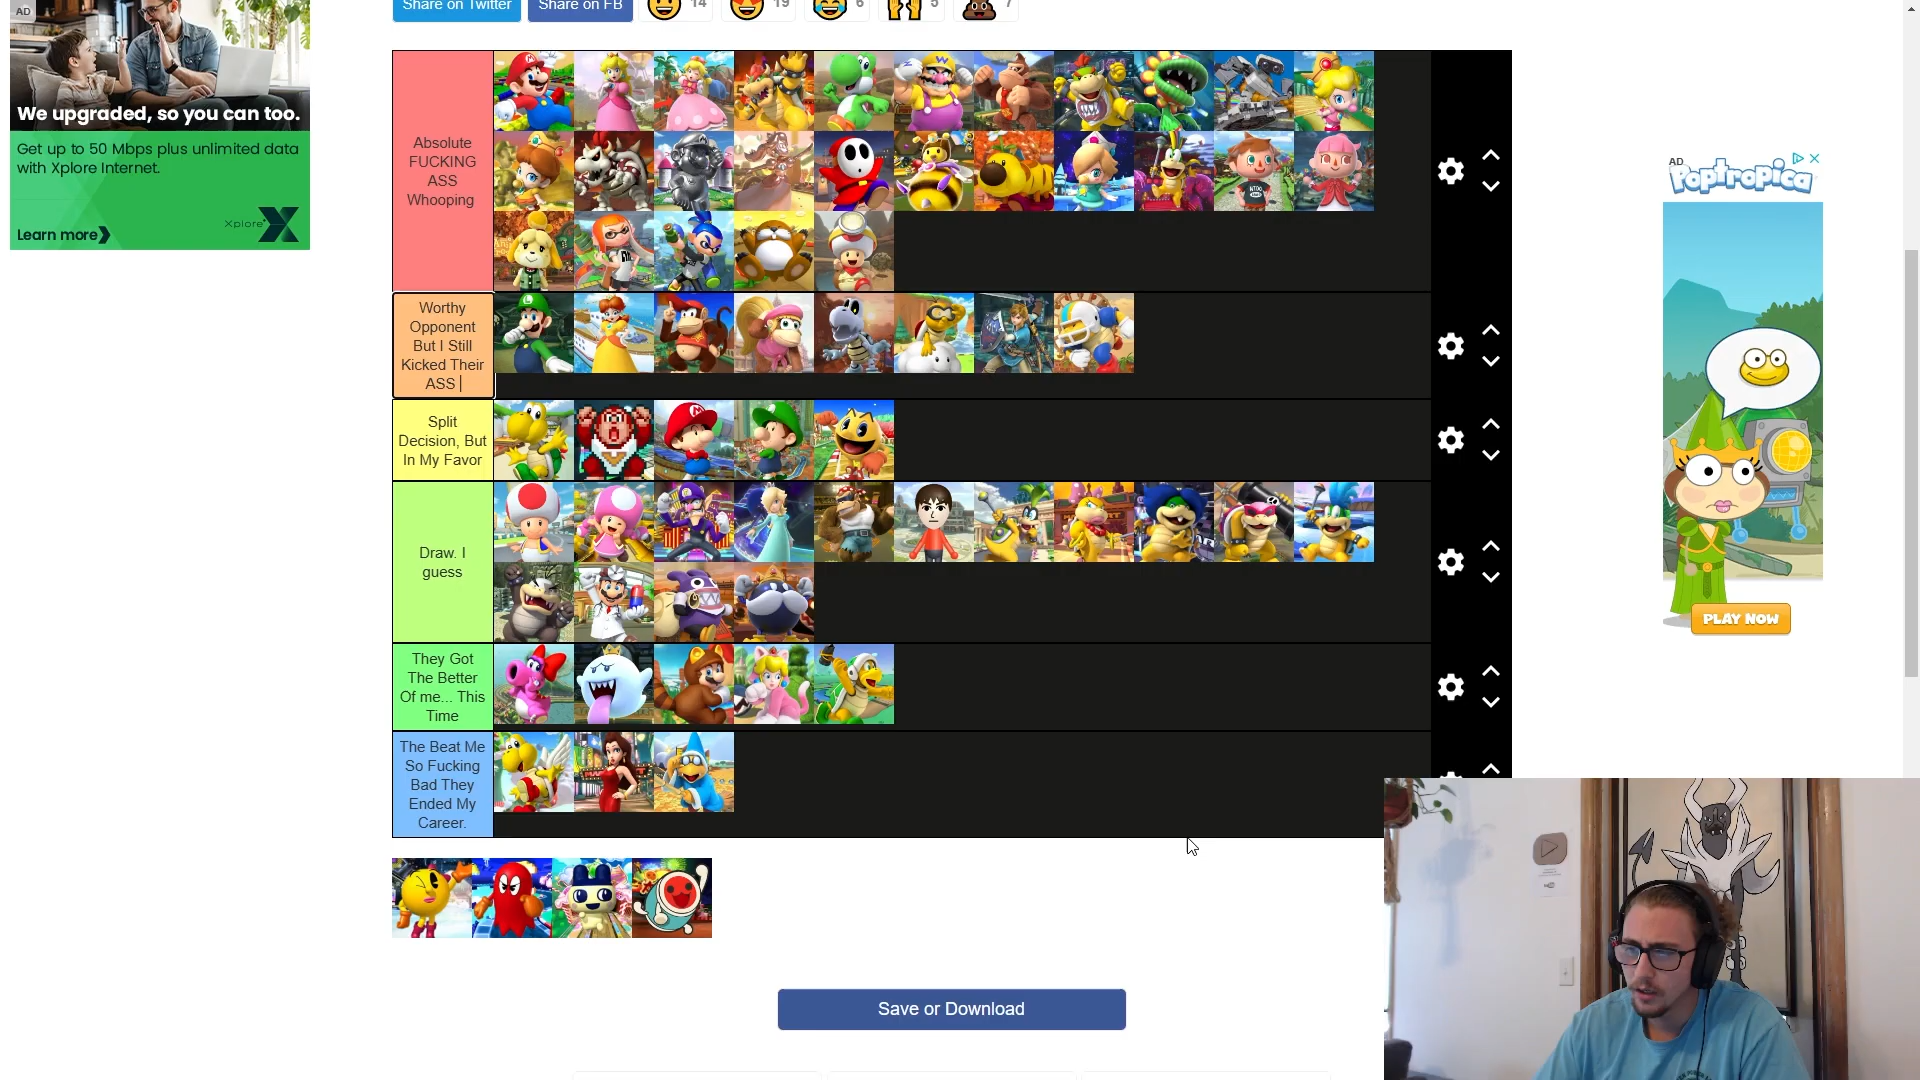 AD
We upgraded, so you can too.
Get up to 50 Mbps plus unlimited data
with Xplore Internet.
Learn more
Xplore
Share on Twitter
Share on FB
14
19
6
5
7
Absolute
FUCKING
ASS
Whooping
Worthy
Opponent
But I Still
Kicked Their
ASS
Split
Decision, But
In My Favor
Draw. I
guess
They Got
The Better
Of me... This
Time
The Beat Me
So Fucking
Bad They
Ended My
Career.
Save or Download
AD
Poptropica
PLAY NOW